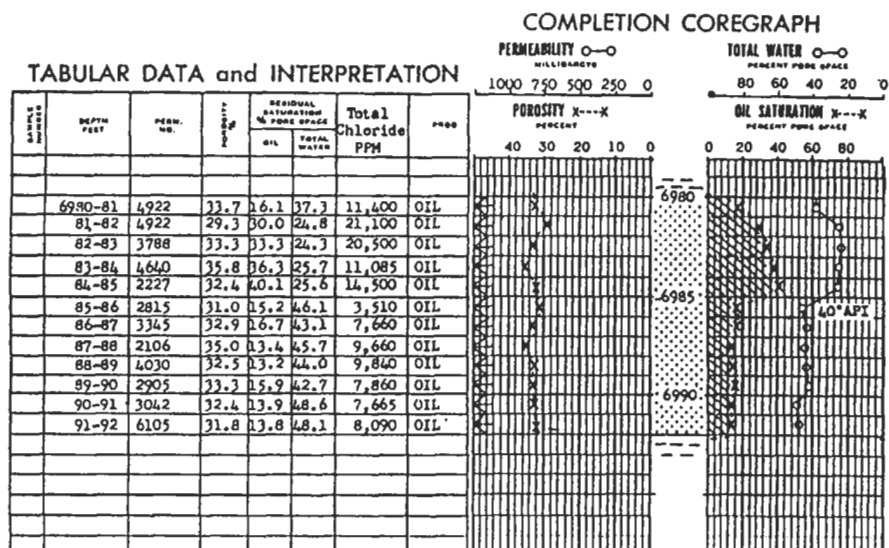 COMPLETION COREGRAPH
PERMEABILITY O—O
MILLIDARCYS
1000 750 500 250 0
POROSITY X----X
PERCENT
40 30 20 10 0
TOTAL WATER O—O
PERCENT PORE SPACE
80 60 40 20 0
OIL SATURATION X---X
PERCENT PORE SPACE
0 20 40 60 80
TABULAR DATA and INTERPRETATION
SAMPLE NUMBER
DEPTH FEET
PERM. MD.
POROSITY %
RESIDUAL SATURATION % PORE SPACE
OIL
TOTAL WATER
Total Chloride PPM
PROD
6980-81 4922 33.7 16.1 37.3 11,400 OIL
81-82 4922 29.3 30.0 24.8 21,100 OIL
82-83 3788 33.3 33.3 24.3 20,500 OIL
83-84 4640 35.8 36.3 25.7 11,085 OIL
84-85 2227 32.4 40.1 25.6 14,500 OIL
85-86 2815 31.0 15.2 46.1 3,510 OIL
86-87 3345 32.9 16.7 43.1 7,660 OIL
87-88 2106 35.0 13.4 45.7 9,660 OIL
88-89 4030 32.5 13.2 44.0 9,840 OIL
89-90 2905 33.3 15.9 42.7 7,860 OIL
90-91 3042 32.4 13.9 48.6 7,665 OIL
91-92 6105 31.8 13.8 48.1 8,090 OIL
6980
6985
6990
40°API